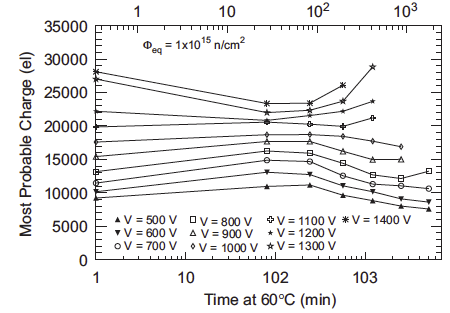 1 10 10² 10³
35000
Φeq = 1x10¹⁵ n/cm²
30000
25000
20000
15000
10000
5000
0
Most Probable Charge (el)
V = 500 V V = 800 V V = 1100 V V = 1400 V
V = 600 V V = 900 V V = 1200 V
V = 700 V V = 1000 V V = 1300 V
1 10 102 103
Time at 60°C (min)